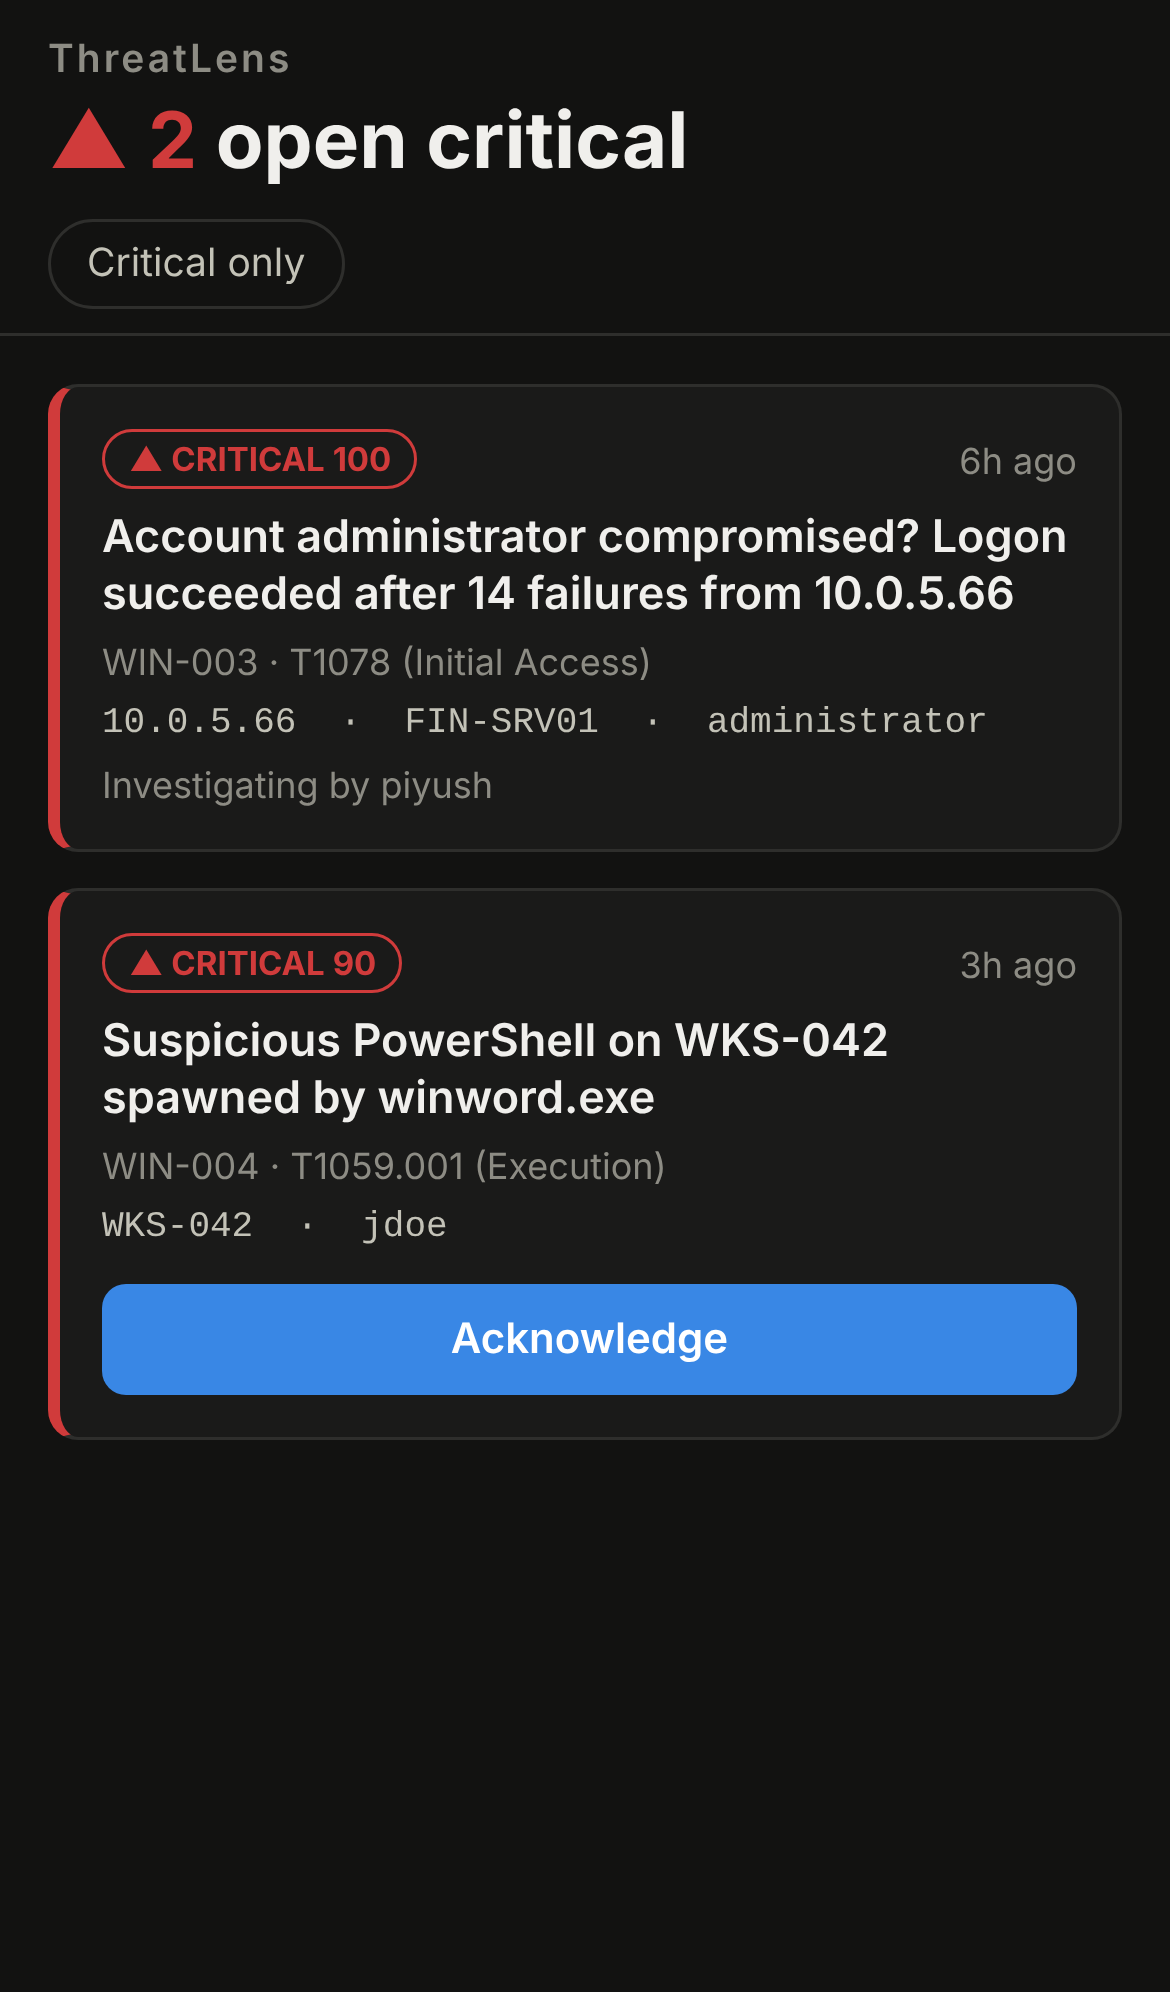 ThreatLens
▲ 2 open critical
Critical only
▲ CRITICAL 100
6h ago
Account administrator compromised? Logon
succeeded after 14 failures from 10.0.5.66
WIN-003 · T1078 (Initial Access)
10.0.5.66 · FIN-SRV01 · administrator
Investigating by piyush
▲ CRITICAL 90
3h ago
Suspicious PowerShell on WKS-042
spawned by winword.exe
WIN-004 · T1059.001 (Execution)
WKS-042 · jdoe
Acknowledge